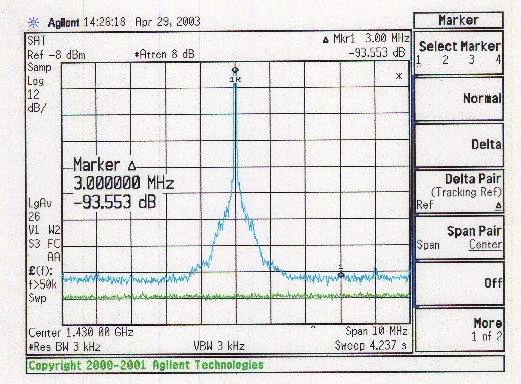 Agilent 14:26:18 Apr 29, 2003
Marker
SAT
Δ Mkr1 3.00 MHz
Ref -8 dBm
*Atten 8 dB
-93.553 dB
Samp
Log
12
dB/
1R
×
Marker Δ
3.000000 MHz
-93.553 dB
LgAv
26
V1 W2
S3 FC
AA
£(f):
f>50k
Swp
1
Center 1.430 00 GHz
^
Span 10 MHz
*Res BW 3 kHz
VBW 3 kHz
Sweep 4.237 s
Copyright 2000-2001 Agilent Technologies
Select Marker
1 2 3 4
Normal
Delta
Delta Pair
(Tracking Ref)
Ref Δ
Span Pair
Span Center
Off
More
1 of 2